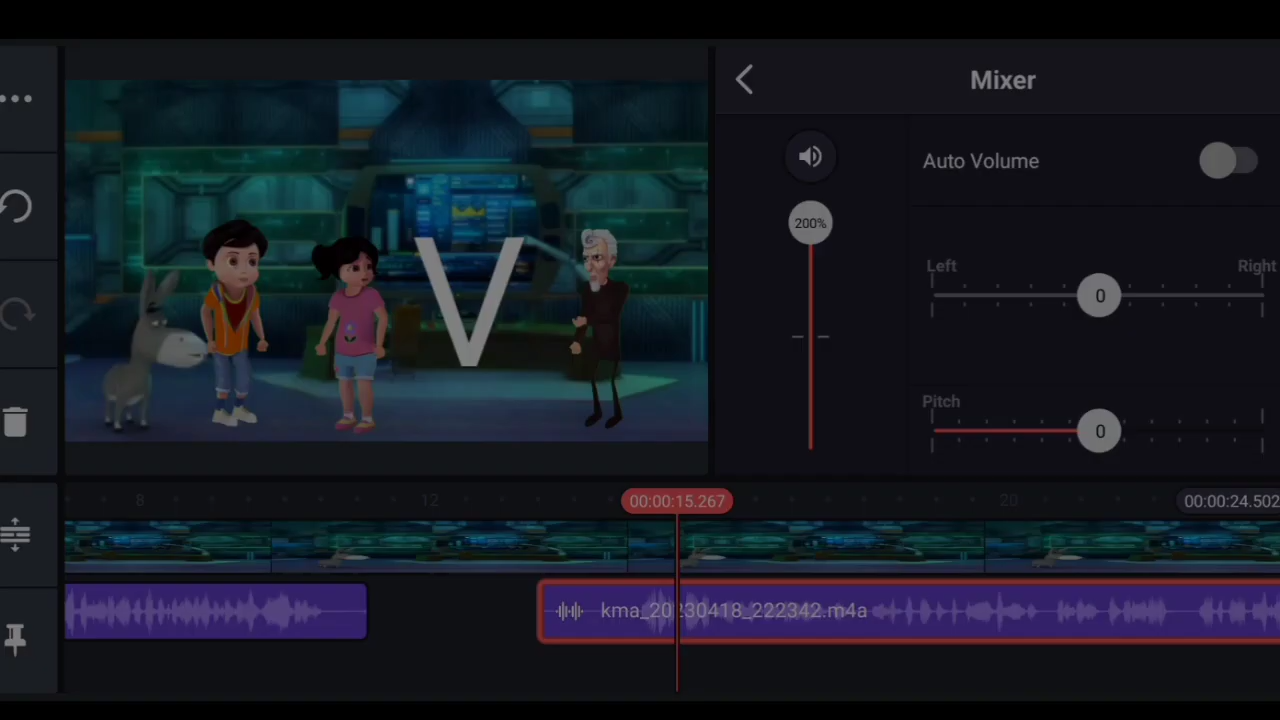 Mixer
Auto Volume
200%
V
Left
Right
0
Pitch
0
8
12
00:00:15.267
20
00:00:24.502
kma_20230418_222342.m4a